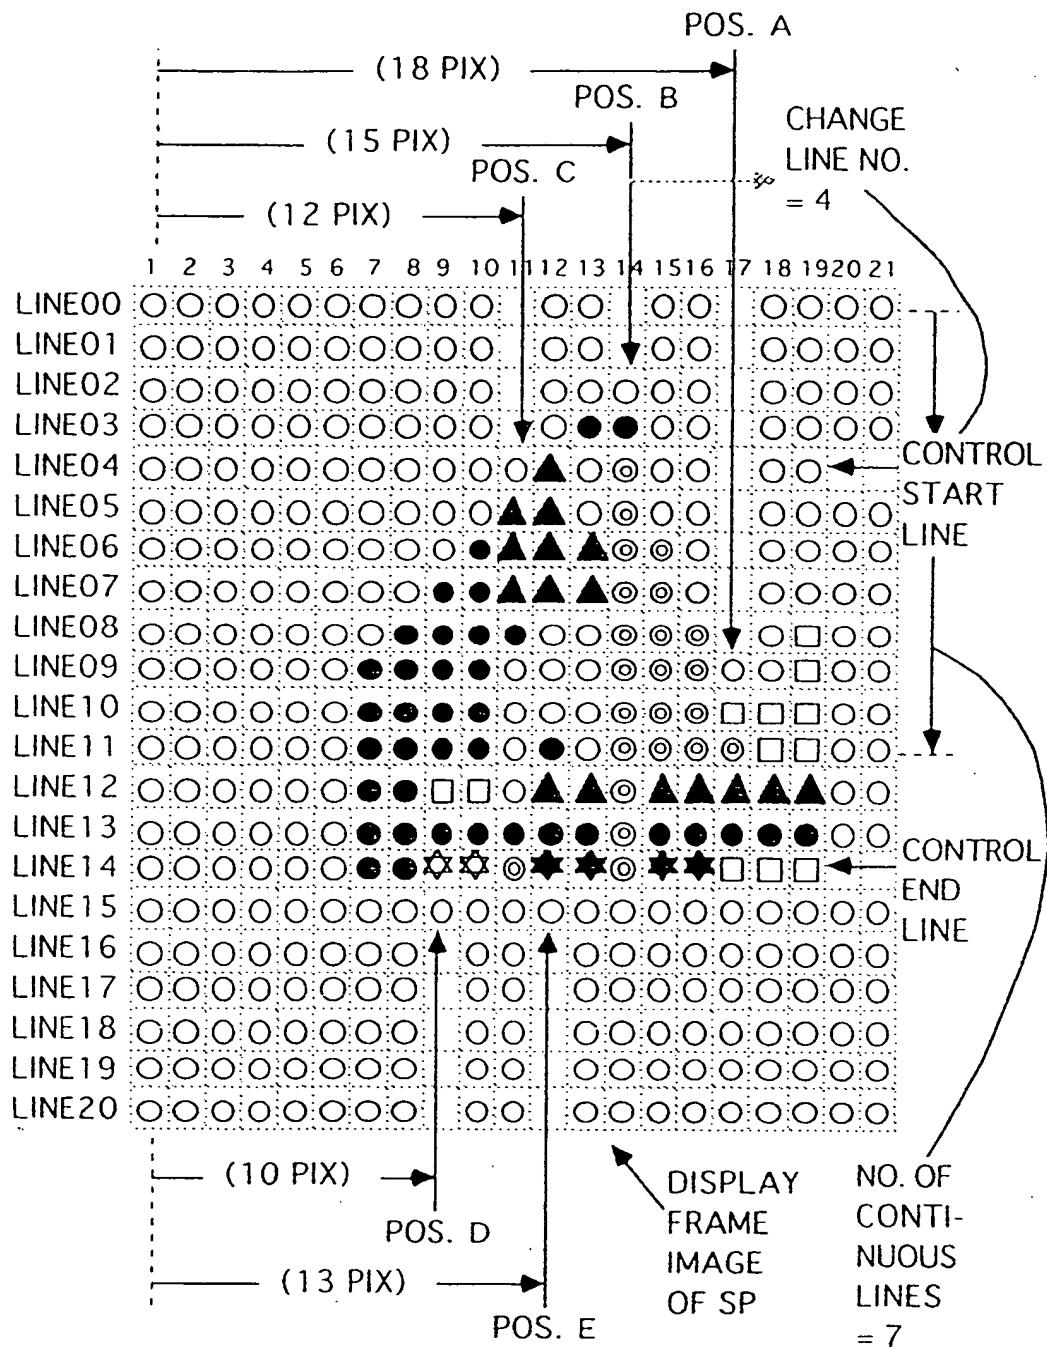 POS. A
(18 PIX)
POS. B
CHANGE
LINE NO.
= 4
(15 PIX)
POS. C
(12 PIX)
1 2 3 4 5 6 7 8 9 10 11 12 13 14 15 16 17 18 19 20 21
LINE00
LINE01
LINE02
LINE03
LINE04
CONTROL
START
LINE
LINE05
LINE06
LINE07
LINE08
LINE09
LINE10
LINE11
LINE12
LINE13
LINE14
CONTROL
END
LINE
LINE15
LINE16
LINE17
LINE18
LINE19
LINE20
(10 PIX)
POS. D
(13 PIX)
POS. E
DISPLAY
FRAME
IMAGE
OF SP
NO. OF
CONTI-
NUOUS
LINES
= 7